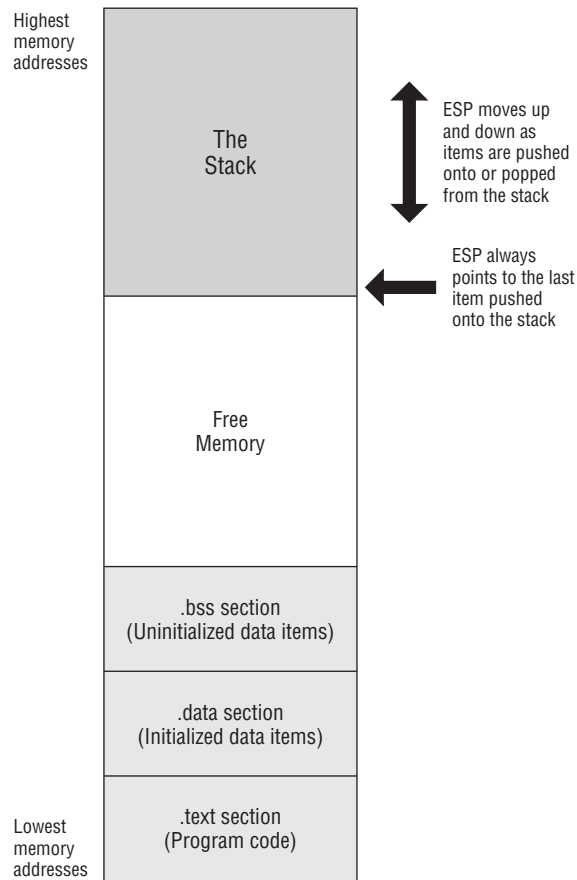 Highest
memory
addresses
The
Stack
ESP moves up
and down as
items are pushed
onto or popped
from the stack
ESP always
points to the last
item pushed
onto the stack
Free
Memory
.bss section
(Uninitialized data items)
.data section
(Initialized data items)
.text section
(Program code)
Lowest
memory
addresses